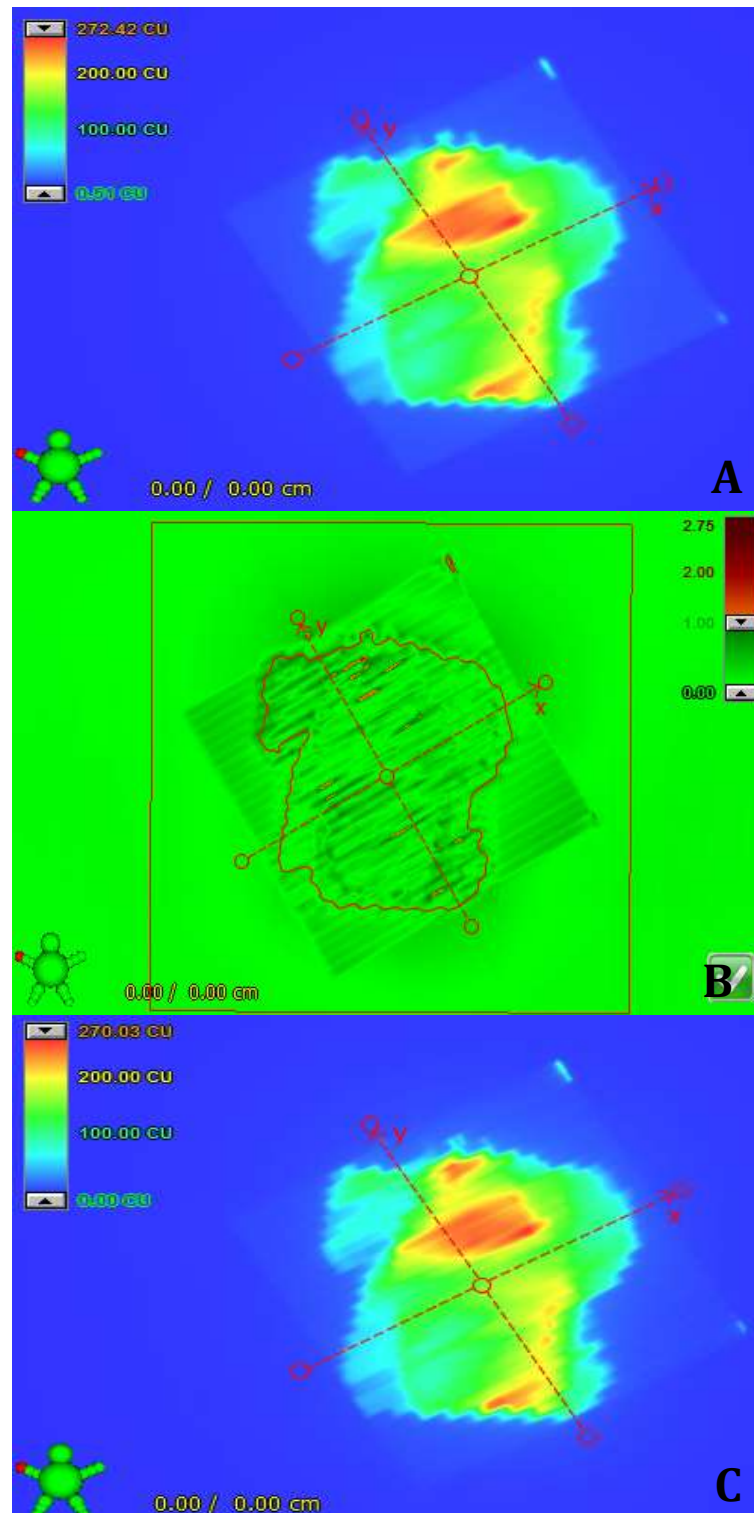 272.42 CU
200.00 CU
100.00 CU
0.51 CU
y
x
0.00 / 0.00 cm
A
2.75
2.00
1.00
0.00
y
x
0.00 / 0.00 cm
B
270.03 CU
200.00 CU
100.00 CU
0.00 CU
y
x
0.00 / 0.00 cm
C